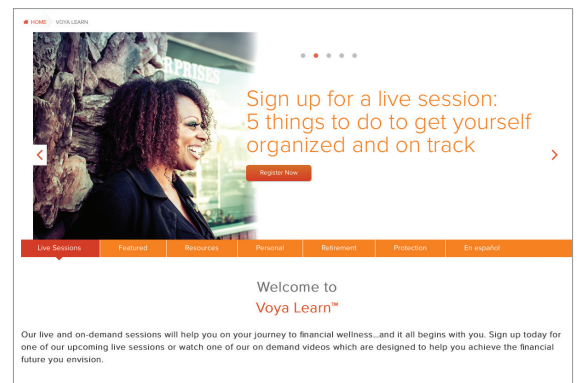 HOME VOYA LEARN
PRISES
Sign up for a live session:
5 things to do to get yourself
organized and on track
Register Now
Live Sessions Featured Resources Personal Retirement Protection En español
Welcome to
Voya Learn™
Our live and on-demand sessions will help you on your journey to financial wellness...and it all begins with you. Sign up today for
one of our upcoming live sessions or watch one of our on demand videos which are designed to help you achieve the financial
future you envision.